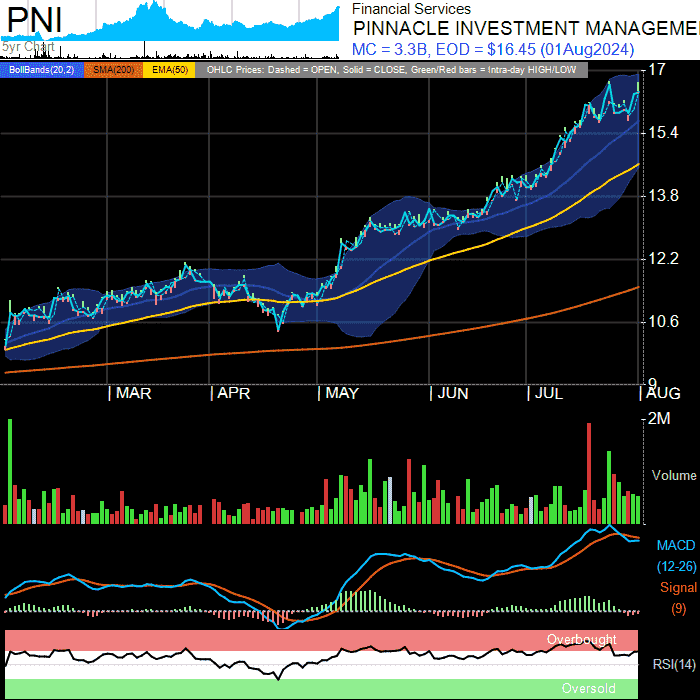 PNI
Financial Services
PINNACLE INVESTMENT MANAGEME
MC = 3.3B, EOD = $16.45 (01Aug2024)
5yr Chart
BollBands(20,2) SMA(200) EMA(50) OHLC Prices: Dashed = OPEN, Solid = CLOSE, Green/Red bars = Intra-day HIGH/LOW
17
15.4
13.8
12.2
10.6
9
MAR APR MAY JUN JUL AUG
2M
Volume
MACD
(12-26)
Signal
(9)
Overbought
RSI(14)
Oversold